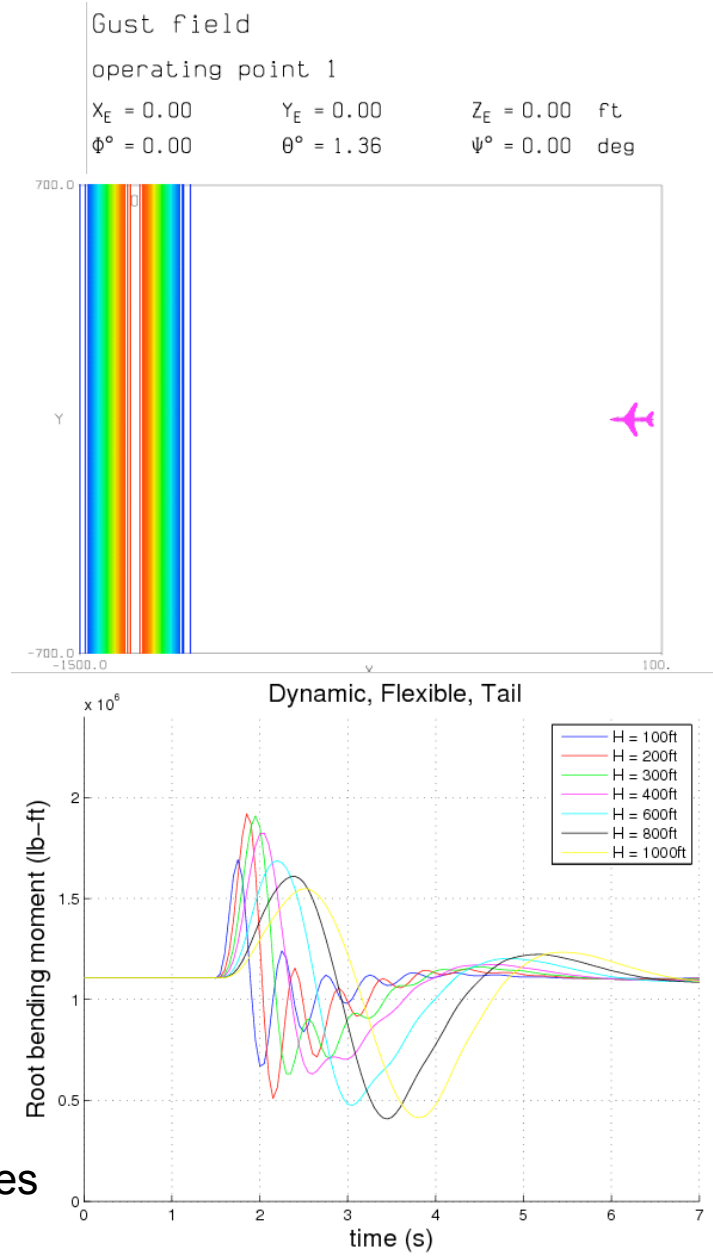 Gust field
operating point 1
X_E = 0.00 Y_E = 0.00 Z_E = 0.00 ft
Φ° = 0.00 θ° = 1.36 Ψ° = 0.00 deg
700.0
Y
-700.0
-1500.0 100.
Dynamic, Flexible, Tail
x 10^6
H = 100ft
H = 200ft
H = 300ft
H = 400ft
H = 600ft
H = 800ft
H = 1000ft
Root bending moment (lb-ft)
2
1.5
1
0.5
0
es
0 1 2 3 4 5 6 7
time (s)